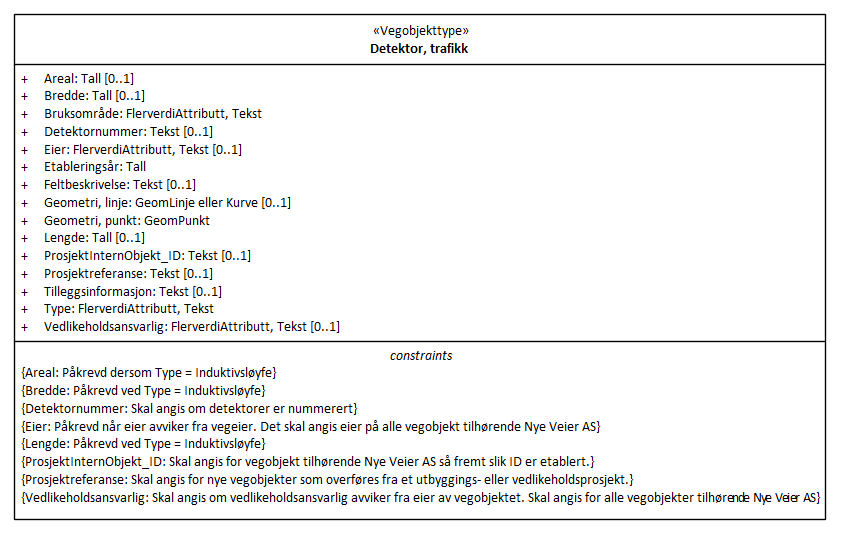 «Vegobjekttype»
Detektor, trafikk
+ Areal: Tall [0..1]
+ Bredde: Tall [0..1]
+ Bruksområde: FlerverdiAttributt, Tekst
+ Detektornummer: Tekst [0..1]
+ Eier: FlerverdiAttributt, Tekst [0..1]
+ Etableringsår: Tall
+ Feltbeskrivelse: Tekst [0..1]
+ Geometri, linje: GeomLinje eller Kurve [0..1]
+ Geometri, punkt: GeomPunkt
+ Lengde: Tall [0..1]
+ ProsjektInternObjekt_ID: Tekst [0..1]
+ Prosjektreferanse: Tekst [0..1]
+ Tilleggsinformasjon: Tekst [0..1]
+ Type: FlerverdiAttributt, Tekst
+ Vedlikeholdsansvarlig: FlerverdiAttributt, Tekst [0..1]
constraints
{Areal: Påkrevd dersom Type = Induktivsløyfe}
{Bredde: Påkrevd ved Type = Induktivsløyfe}
{Detektornummer: Skal angis om detektorer er nummerert}
{Eier: Påkrevd når eier avviker fra vegeier. Det skal angis eier på alle vegobjekt tilhørende Nye Veier AS}
{Lengde: Påkrevd ved Type = Induktivsløyfe}
{ProsjektInternObjekt_ID: Skal angis for vegobjekt tilhørende Nye Veier AS så fremt slik ID er etablert.}
{Prosjektreferanse: Skal angis for nye vegobjekter som overføres fra et utbyggings- eller vedlikeholdsprosjekt.}
{Vedlikeholdsansvarlig: Skal angis om vedlikeholdsansvarlig avviker fra eier av vegobjektet. Skal angis for alle vegobjekter tilhørende Nye Veier AS}